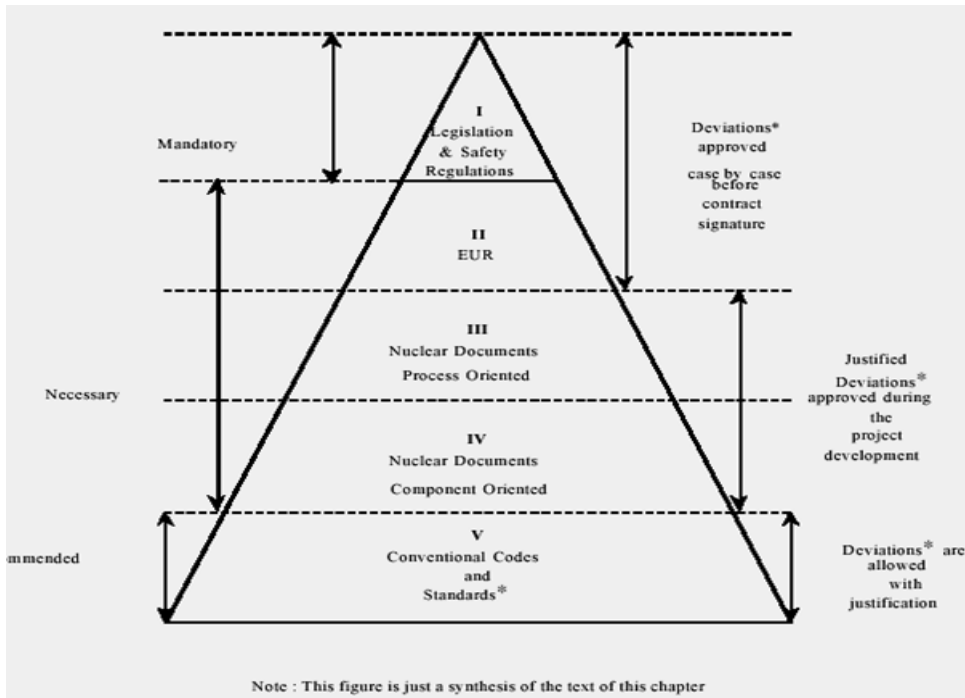 I
Legislation
& Safety
Regulations
Mandatory
Deviations*
approved
case by case
before
contract
signature
II
EUR
III
Nuclear Documents
Process Oriented
Necessary
Justified
Deviations*
approved during
the
project
development
IV
Nuclear Documents
Component Oriented
V
Conventional Codes
and
Standards*
ommended
Deviations* are
allowed
with
justification
Note : This figure is just a synthesis of the text of this chapter